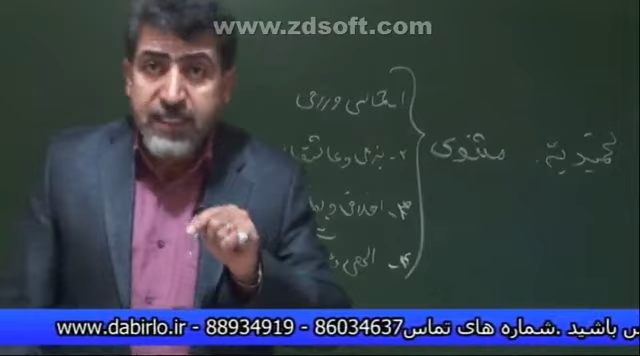 www.zdsoft.com
تحمیدیه. مثنوی
۱- حماسی و رزمی
۲- بزمی و عاشقا
۳- اخلاقی و
۴-
س باشید .شماره های تماس86034637 - 88934919 - www.dabirlo.ir